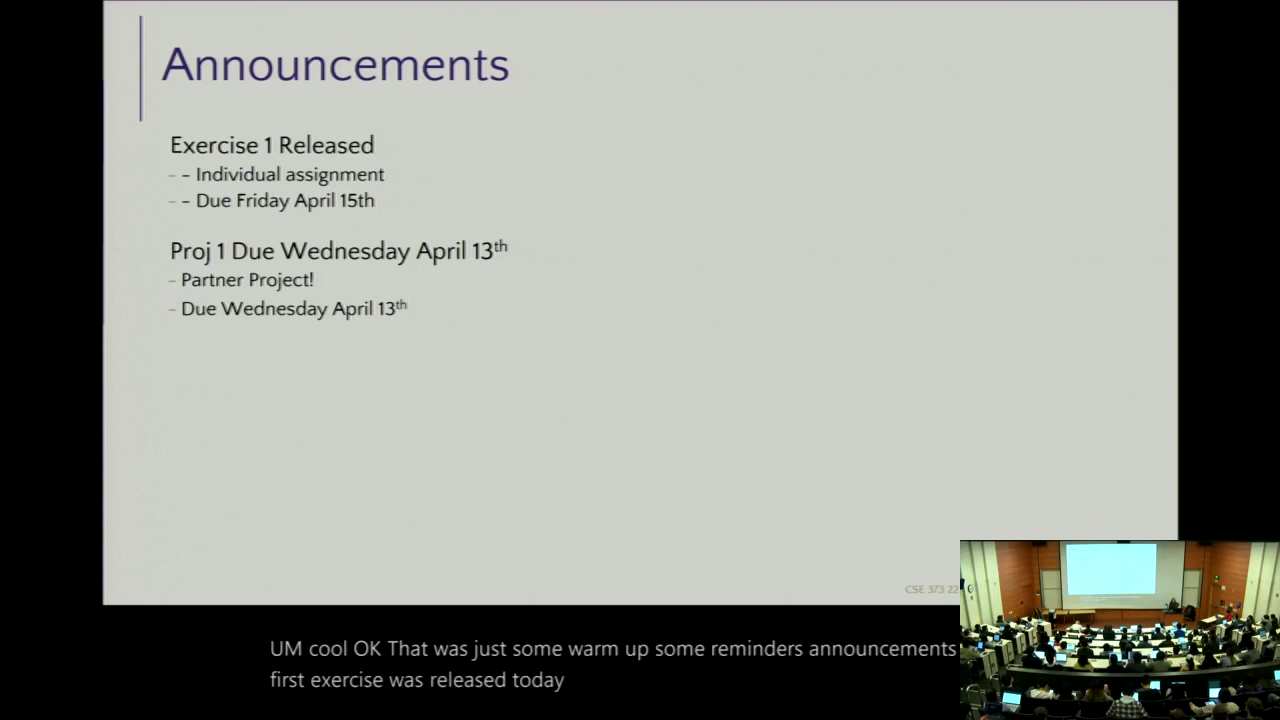 Announcements
Exercise 1 Released
- - Individual assignment
- - Due Friday April 15th
Proj 1 Due Wednesday April 13th
- Partner Project!
- Due Wednesday April 13th
CSE 373 22
UM cool OK That was just some warm up some reminders announcements
first exercise was released today